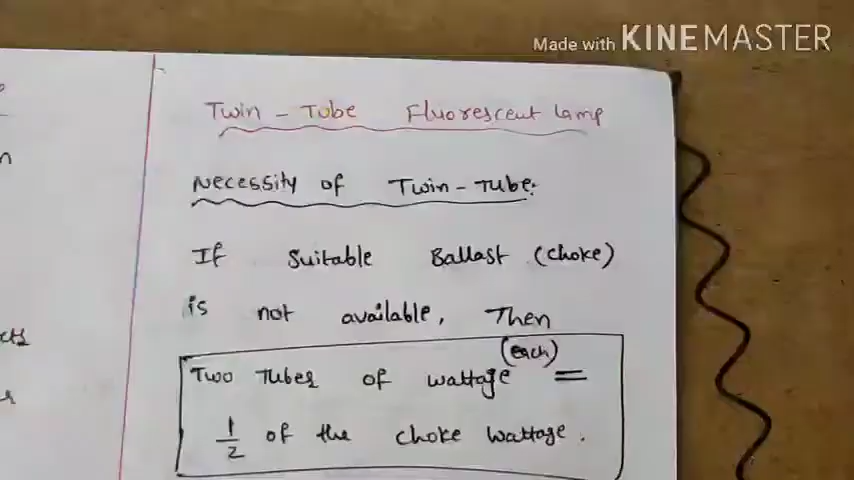 Made with KINEMASTER
Twin - Tube Fluorescent lamp
Necessity of Twin - Tube:
If Suitable Ballast (choke)
is not available, Then
(each)
Two Tubes of wattage =
1/2 of the choke wattage.